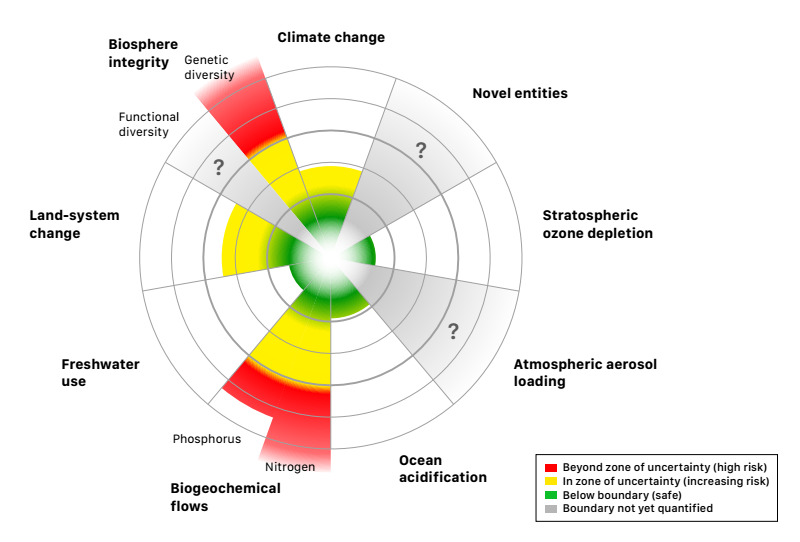 Climate change
Biosphere
integrity
Genetic
diversity
Novel entities
Functional
diversity
?
?
Land-system
change
Stratospheric
ozone depletion
?
Freshwater
use
Atmospheric aerosol
loading
Phosphorus
Nitrogen
Ocean
acidification
Biogeochemical
flows
Beyond zone of uncertainty (high risk)
In zone of uncertainty (increasing risk)
Below boundary (safe)
Boundary not yet quantified